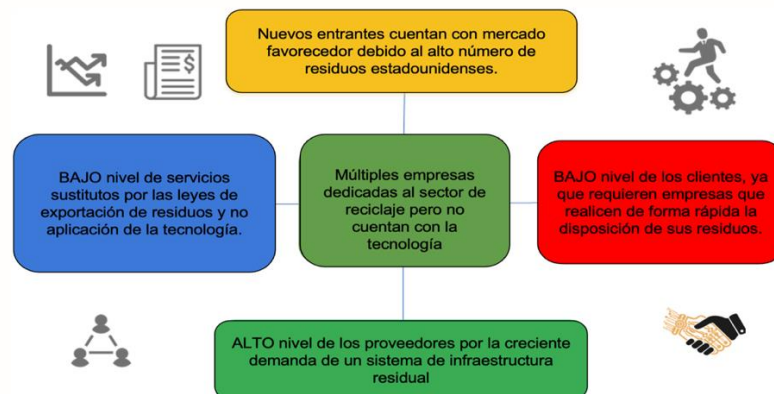 Nuevos entrantes cuentan con mercado
favorecedor debido al alto número de
residuos estadounidenses.
$
BAJO nivel de servicios
sustitutos por las leyes de
exportación de residuos y no
aplicación de la tecnología.
Múltiples empresas
dedicadas al sector de
reciclaje pero no
cuentan con la
tecnología
BAJO nivel de los clientes, ya
que requieren empresas que
realicen de forma rápida la
disposición de sus residuos.
ALTO nivel de los proveedores por la creciente
demanda de un sistema de infraestructura
residual